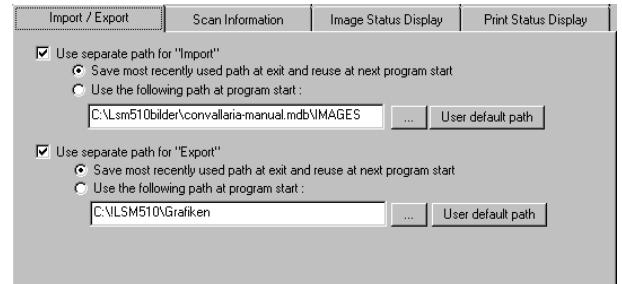 Import / Export
Scan Information
Image Status Display
Print Status Display
Use separate path for "Import"
Save most recently used path at exit and reuse at next program start
Use the following path at program start :
C:\Lsm510bilder\convallaria-manual.mdb\IMAGES
...
User default path
Use separate path for "Export"
Save most recently used path at exit and reuse at next program start
Use the following path at program start :
C:\!LSM510\Grafiken
...
User default path